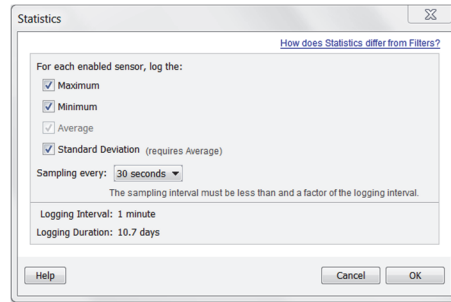 Statistics
How does Statistics differ from Filters?
For each enabled sensor, log the:
Maximum
Minimum
Average
Standard Deviation (requires Average)
Sampling every: 30 seconds
The sampling interval must be less than and a factor of the logging interval.
Logging Interval: 1 minute
Logging Duration: 10.7 days
Help Cancel OK